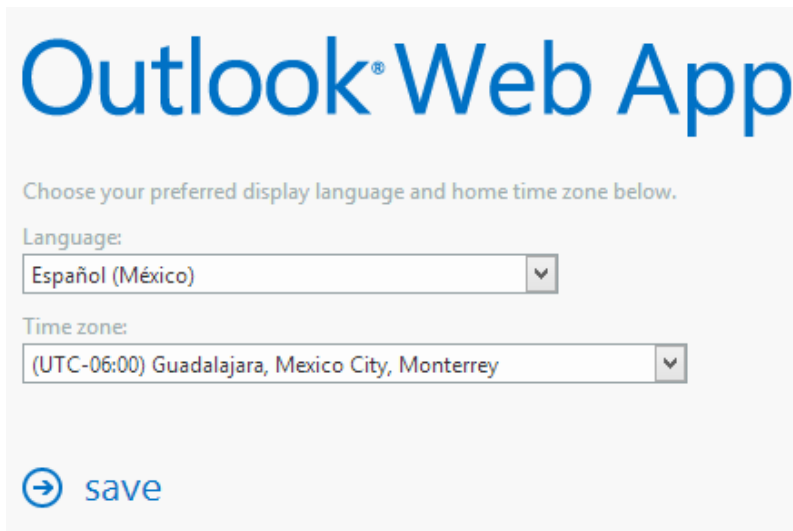 Outlook® Web App
Choose your preferred display language and home time zone below.
Language:
Español (México)
Time zone:
(UTC-06:00) Guadalajara, Mexico City, Monterrey
save